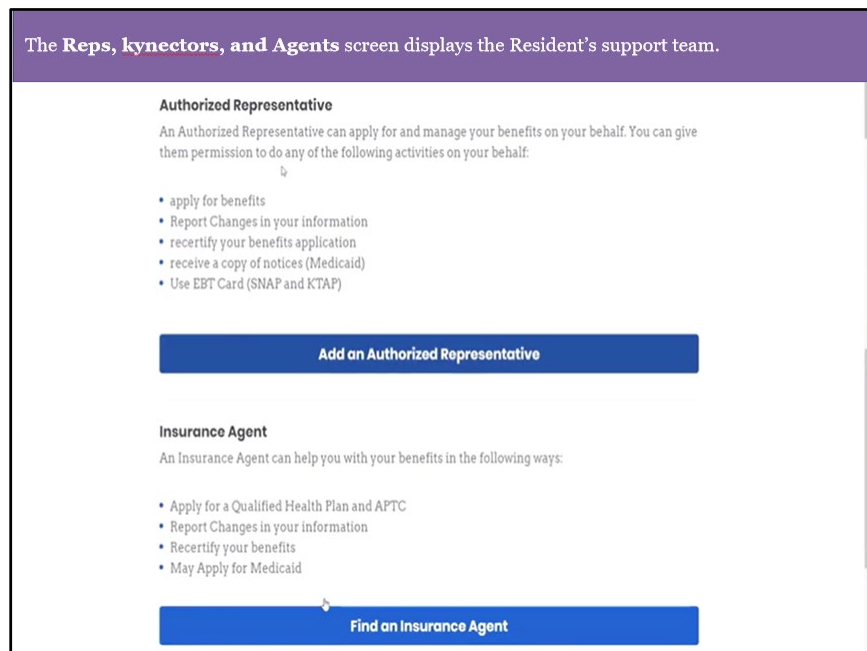 The Reps, kynectors, and Agents screen displays the Resident’s support team.
Authorized Representative
An Authorized Representative can apply for and manage your benefits on your behalf. You can give
them permission to do any of the following activities on your behalf:
• apply for benefits
• Report Changes in your information
• recertify your benefits application
• receive a copy of notices (Medicaid)
• Use EBT Card (SNAP and KTAP)
Add an Authorized Representative
Insurance Agent
An Insurance Agent can help you with your benefits in the following ways:
• Apply for a Qualified Health Plan and APTC
• Report Changes in your information
• Recertify your benefits
• May Apply for Medicaid
Find an Insurance Agent